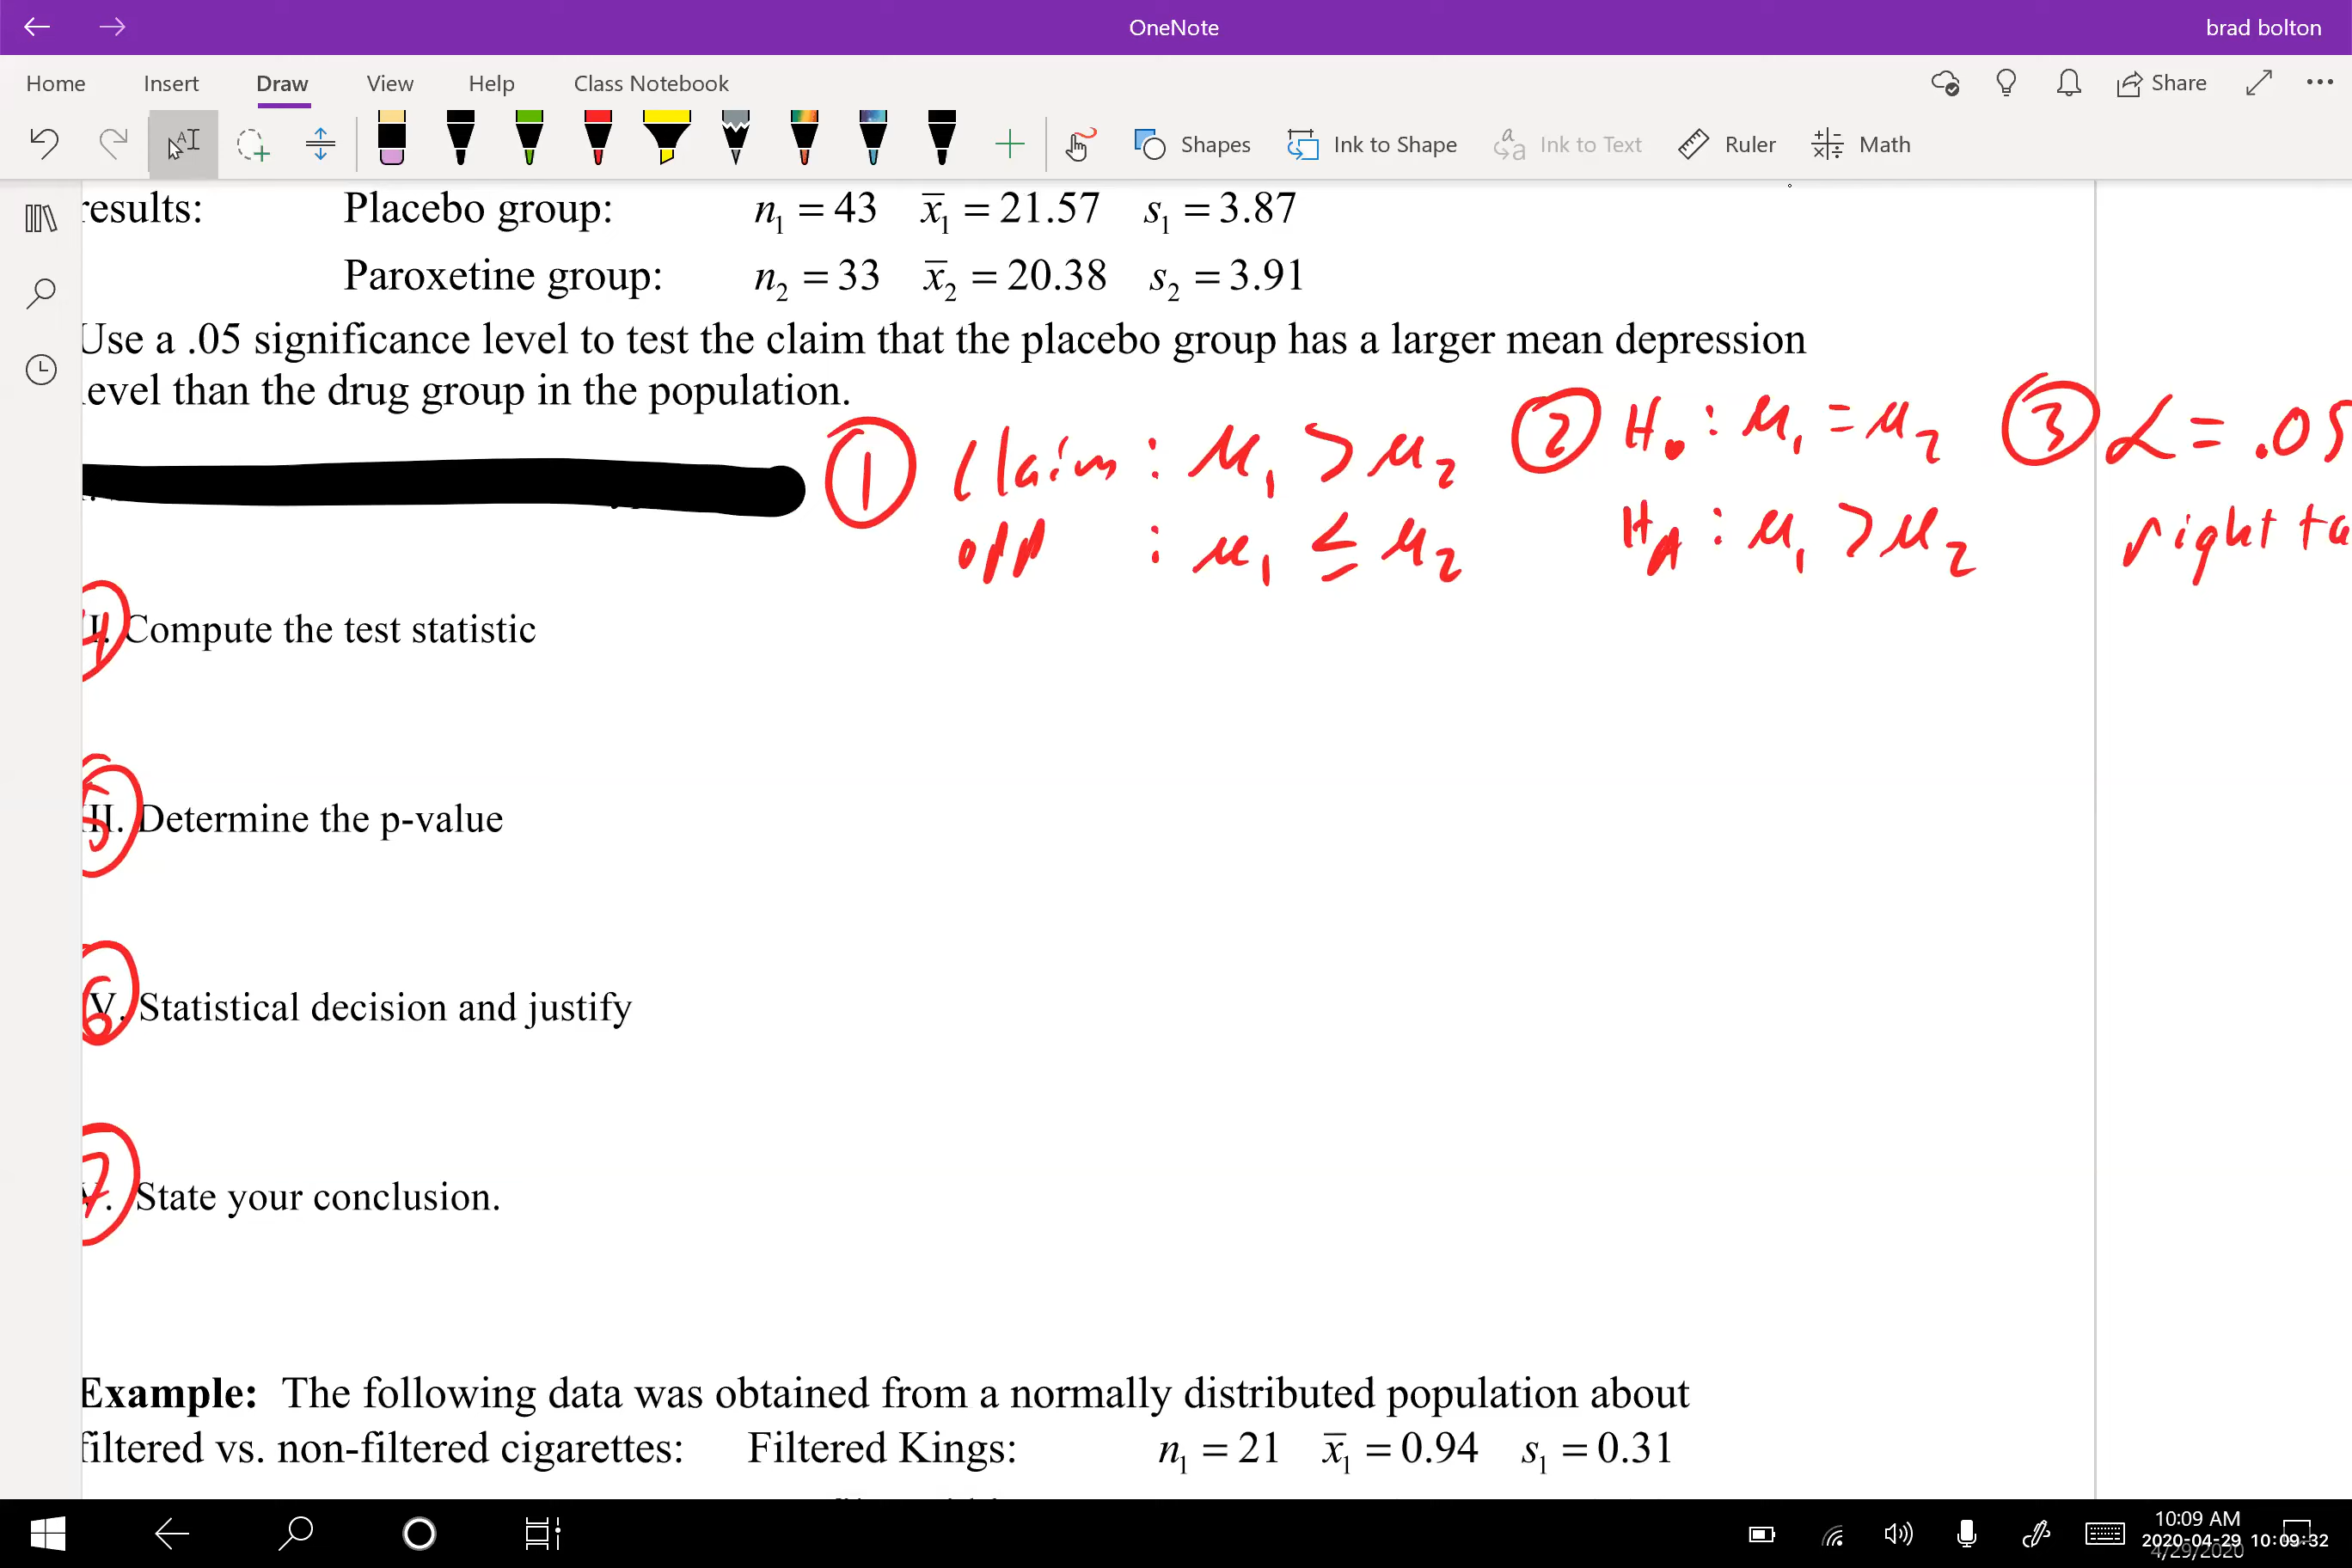 OneNote
brad bolton
Home Insert Draw View Help Class Notebook
Share
Shapes Ink to Shape Ink to Text Ruler Math
results: Placebo group: n₁ = 43 x̅₁ = 21.57 s₁ = 3.87
Paroxetine group: n₂ = 33 x̅₂ = 20.38 s₂ = 3.91
Use a .05 significance level to test the claim that the placebo group has a larger mean depression
level than the drug group in the population.
① Claim : μ₁ > μ₂
opp : μ₁ ≤ μ₂
② H₀ : μ₁ = μ₂
H_A : μ₁ > μ₂
③ α = .05
right ta
④ I. Compute the test statistic
⑤ III. Determine the p-value
⑥ V. Statistical decision and justify
⑦ V. State your conclusion.
Example: The following data was obtained from a normally distributed population about
filtered vs. non-filtered cigarettes: Filtered Kings: n₁ = 21 x̅₁ = 0.94 s₁ = 0.31
10:09 AM
2020-04-29 10:09:32
4/29/2020